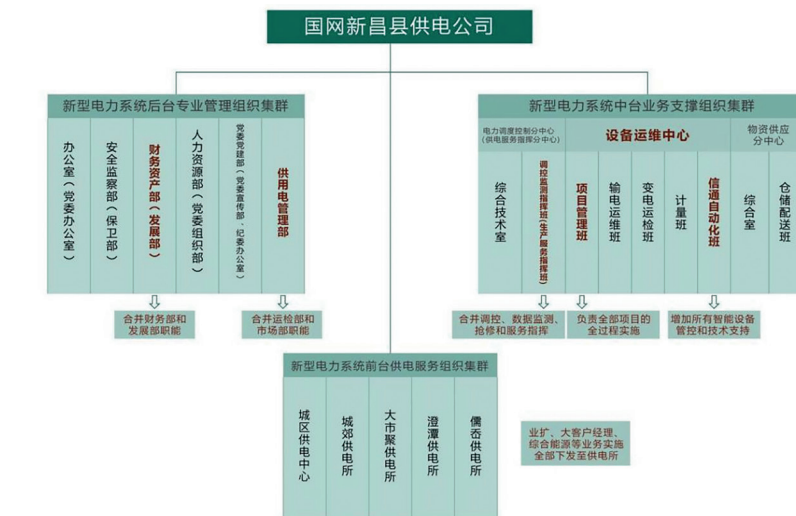 国网新昌县供电公司
新型电力系统后台专业管理组织集群
办公室（党委办公室）
安全监察部（保卫部）
财务资产部（发展部）
人力资源部（党委组织部）
党委党建部（党委宣传部、纪委办公室）
供用电管理部
合并财务部和
发展部职能
合并运检部和
市场部职能
新型电力系统中台业务支撑组织集群
电力调度控制分中心
（供电服务指挥分中心）
设备运维中心
物资供应
分中心
综合技术室
调控监测指挥班（生产服务指挥班）
项目管理班
输电运维班
变电运检班
计量班
信通自动化班
综合室
仓储配送班
合并调控、数据监测、
抢修和服务指挥
负责全部项目的
全过程实施
增加所有智能设备
管控和技术支持
新型电力系统前台供电服务组织集群
城区供电中心
城郊供电所
大市聚供电所
澄潭供电所
儒岙供电所
业扩、大客户经理、
综合能源等业务实施
全部下发至供电所